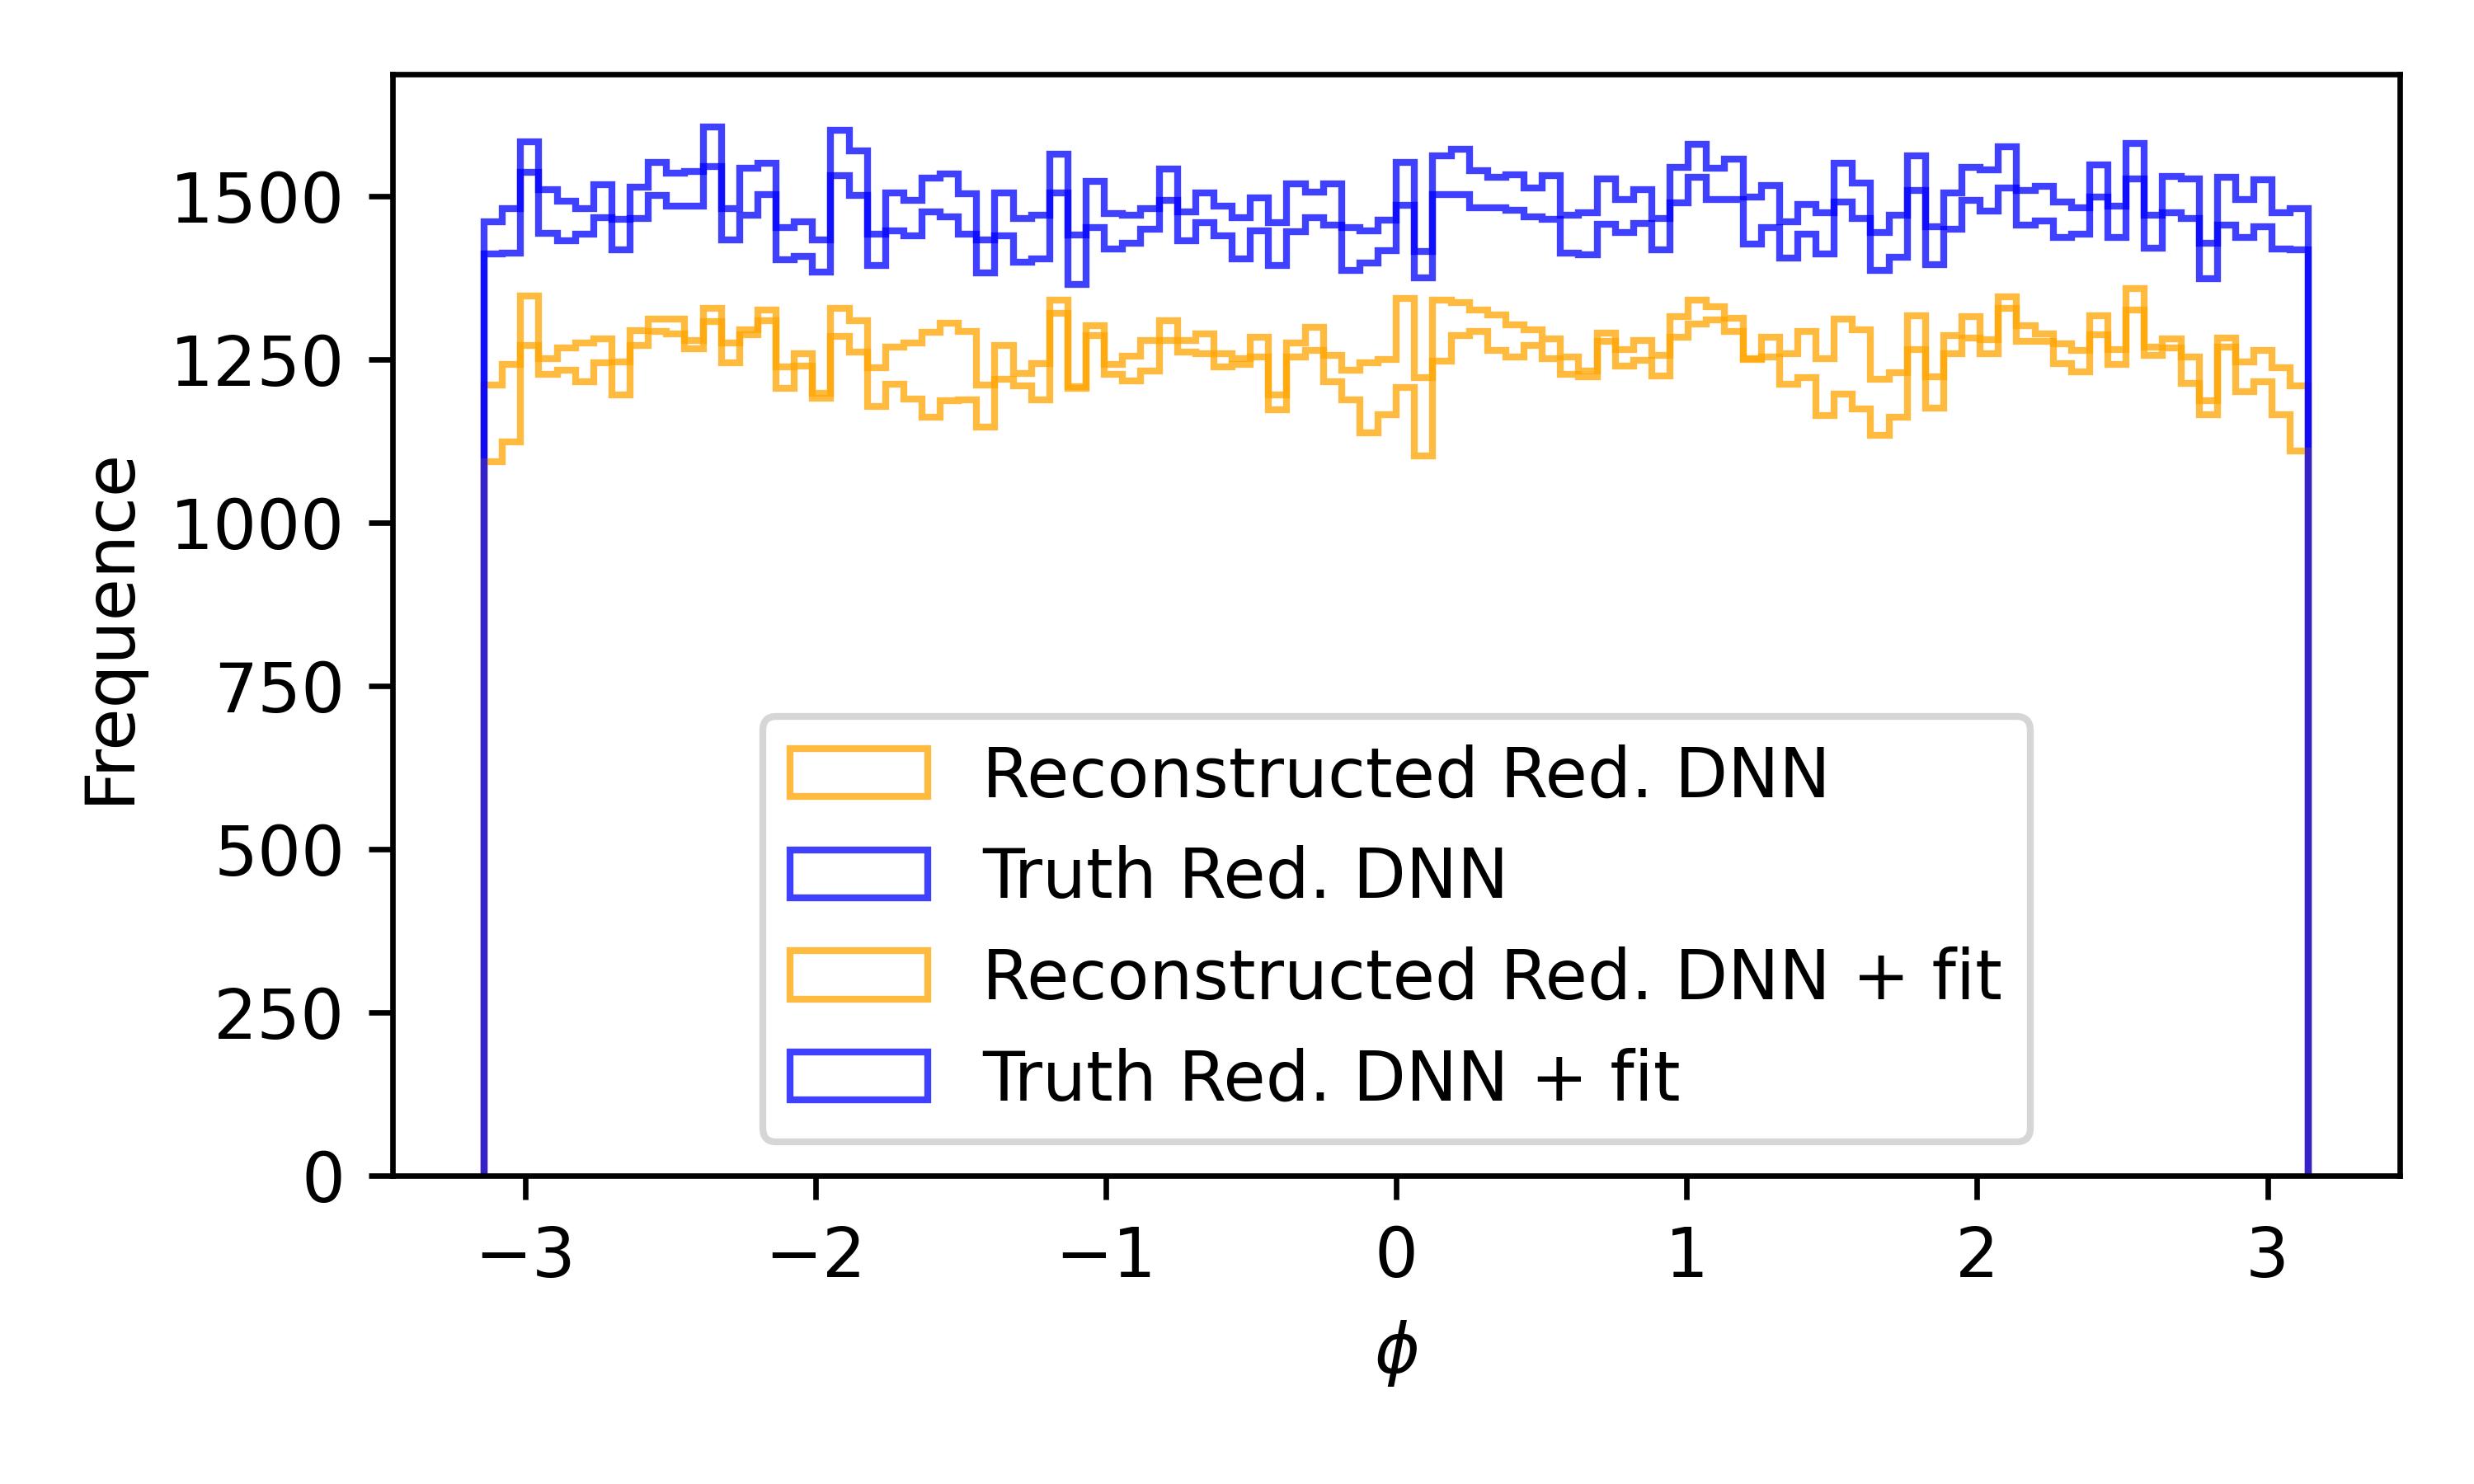 Frequency
1500
1250
1000
750
500
250
0
Reconstructed Red. DNN
Truth Red. DNN
Reconstructed Red. DNN + fit
Truth Red. DNN + fit
−3 −2 −1 0 1 2 3
ϕ